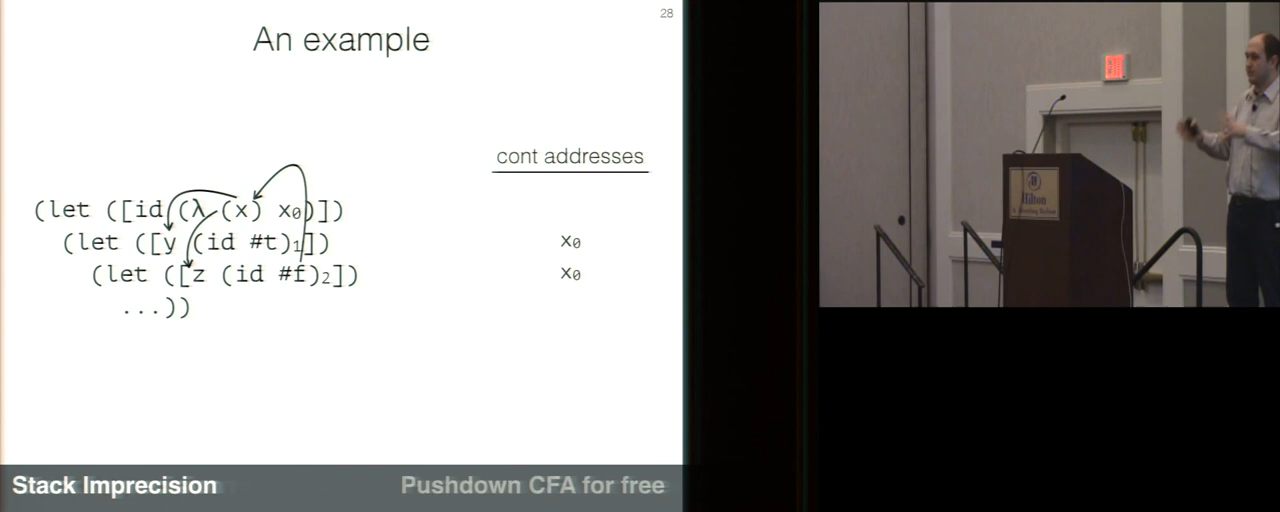 28
An example
cont addresses
(let ([id (λ (x) x₀)])
(let ([y (id #t)₁])
x₀
(let ([z (id #f)₂])
x₀
...))
Stack Imprecision
Pushdown CFA for free
Hilton